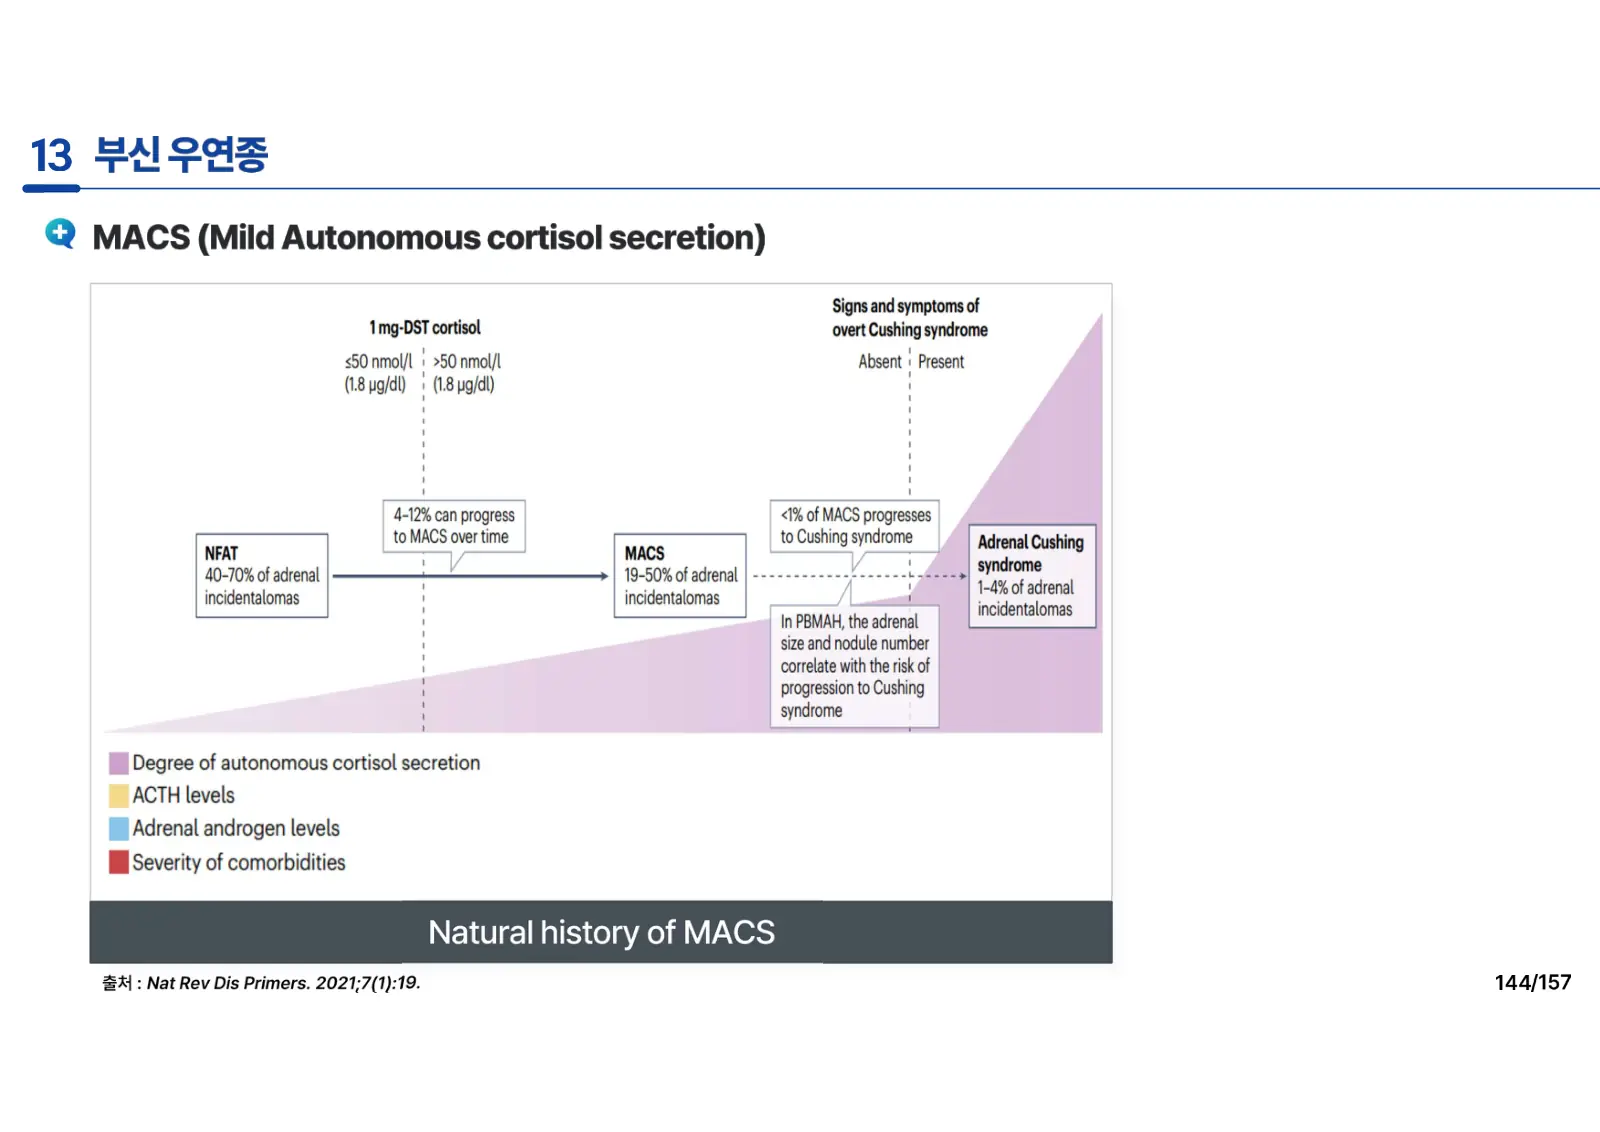 13 부신 우연종
MACS (Mild Autonomous cortisol secretion)
1 mg-DST cortisol
≤50 nmol/l
(1.8 µg/dl)
>50 nmol/l
(1.8 µg/dl)
Signs and symptoms of
overt Cushing syndrome
Absent
Present
NFAT
40-70% of adrenal
incidentalomas
4-12% can progress
to MACS over time
MACS
19-50% of adrenal
incidentalomas
<1% of MACS progresses
to Cushing syndrome
In PBMAH, the adrenal
size and nodule number
correlate with the risk of
progression to Cushing
syndrome
Adrenal Cushing
syndrome
1-4% of adrenal
incidentalomas
Degree of autonomous cortisol secretion
ACTH levels
Adrenal androgen levels
Severity of comorbidities
Natural history of MACS
출처 : Nat Rev Dis Primers. 2021;7(1):19.
144/157